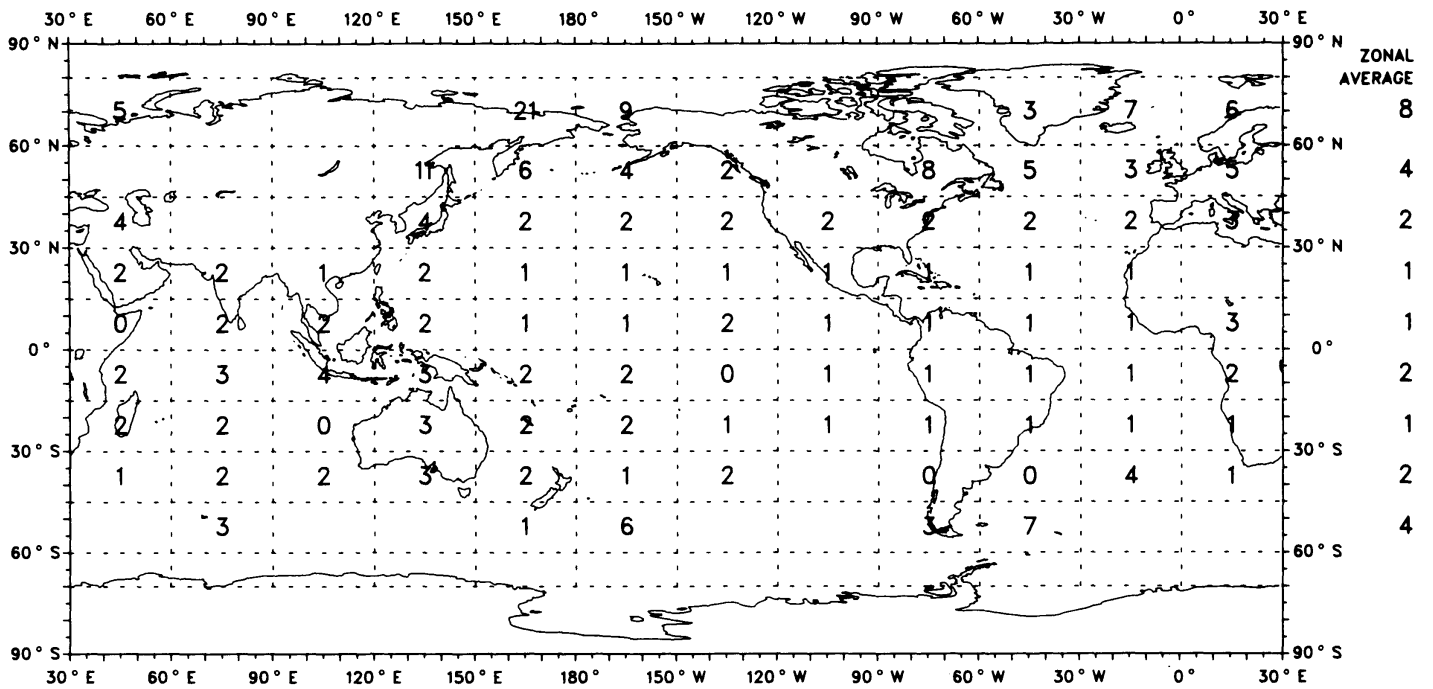 30° E 60° E 90° E 120° E 150° E 180° 150° W 120° W 90° W 60° W 30° W 0° 30° E
90° N 90° N
ZONAL
AVERAGE
5 21 9 3 7 6 8
60° N 60° N
17 6 4 2 8 5 3 5 4
4 4 2 2 2 2 2 2 2 3 2
30° N 30° N
2 2 1 2 1 1 1 1 1 1 1 1
0 2 2 2 1 1 2 1 1 1 1 3 1
0° 0°
2 3 4 3 2 2 0 1 1 1 1 2 2
2 2 0 3 2 2 1 1 1 1 1 1 1
30° S 30° S
1 2 2 3 2 1 2 0 0 4 1 2
3 1 6 3 7 4
60° S 60° S
90° S 90° S
30° E 60° E 90° E 120° E 150° E 180° 150° W 120° W 90° W 60° W 30° W 0° 30° E